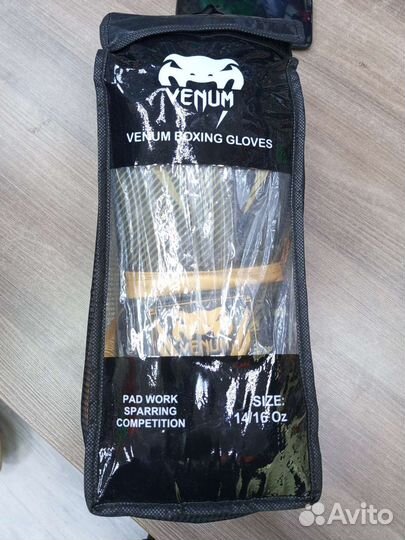 VENUM
VENUM BOXING GLOVES
VENUM
PAD WORK
SPARRING
COMPETITION
SIZE:
14/16 Oz
Avito